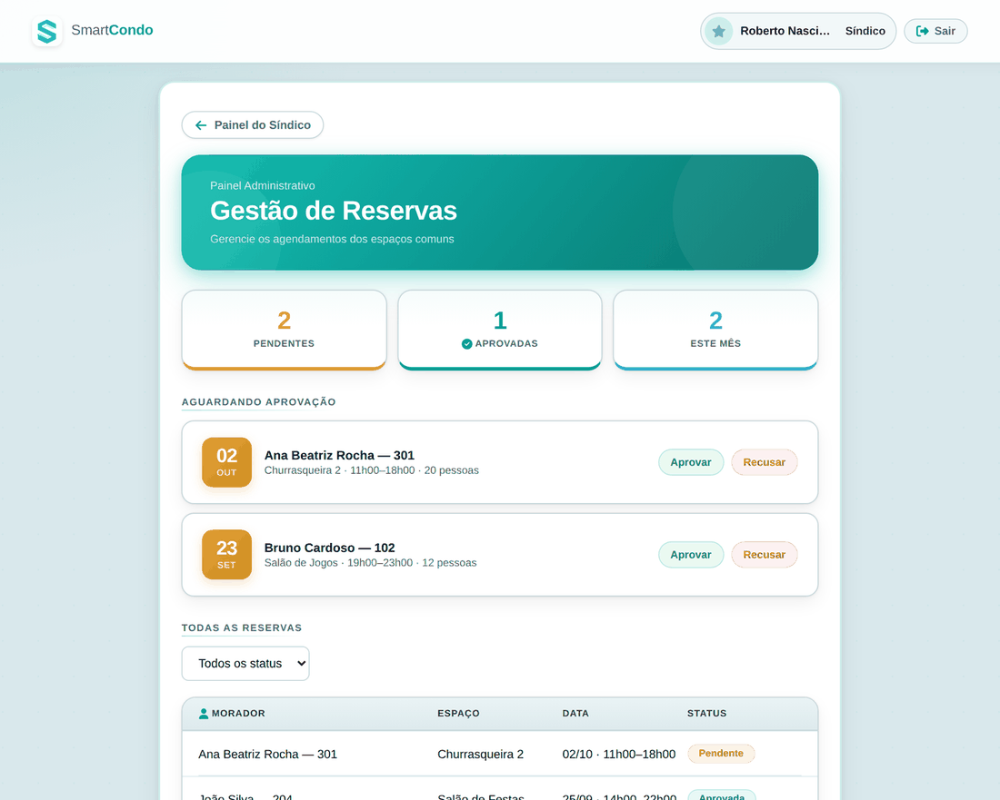 SmartCondo
Roberto Nasci... Síndico
Sair
Painel do Síndico
Painel Administrativo
Gestão de Reservas
Gerencie os agendamentos dos espaços comuns
2
PENDENTES
1
APROVADAS
2
ESTE MÊS
AGUARDANDO APROVAÇÃO
02
OUT
Ana Beatriz Rocha — 301
Churrasqueira 2 · 11h00–18h00 · 20 pessoas
Aprovar
Recusar
23
SET
Bruno Cardoso — 102
Salão de Jogos · 19h00–23h00 · 12 pessoas
Aprovar
Recusar
TODAS AS RESERVAS
Todos os status
MORADOR ESPAÇO DATA STATUS
Ana Beatriz Rocha — 301 Churrasqueira 2 02/10 · 11h00–18h00 Pendente
João Silva — 204 Salão de Festas 25/09 · 14h00–22h00 Aprovada